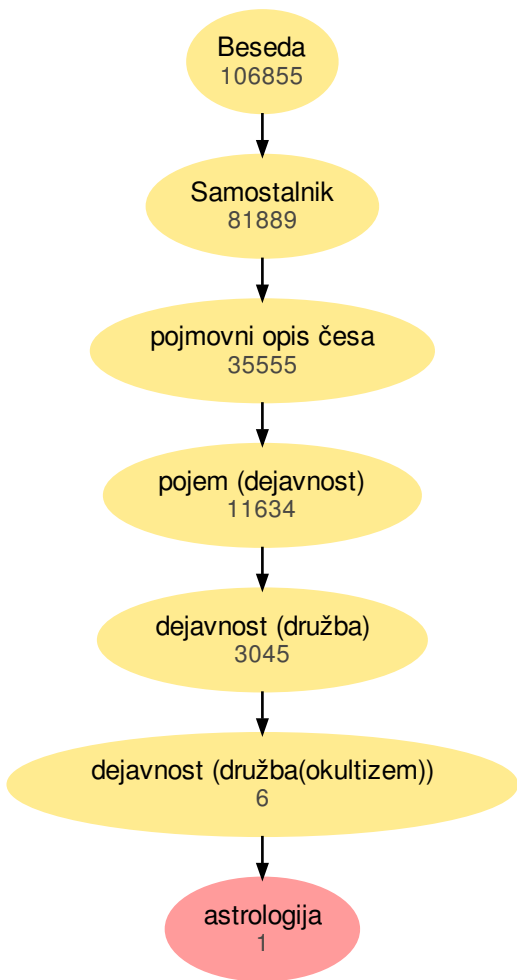 Beseda
106855
Samostalnik
81889
pojmovni opis česa
35555
pojem (dejavnost)
11634
dejavnost (družba)
3045
dejavnost (družba(okultizem))
6
astrologija
1